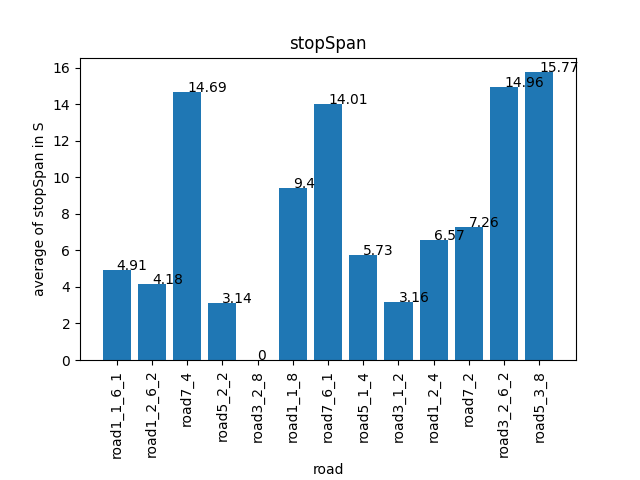 stopSpan
average of stopSpan in S
16
14
12
10
8
6
4
2
0
4.91
4.18
14.69
3.14
0
9.4
14.01
5.73
3.16
6.57
7.26
14.96
15.77
road1_1_6_1
road1_2_6_2
road7_4
road5_2_2
road3_2_8
road1_1_8
road7_6_1
road5_1_4
road3_1_2
road1_2_4
road7_2
road3_2_6_2
road5_3_8
road